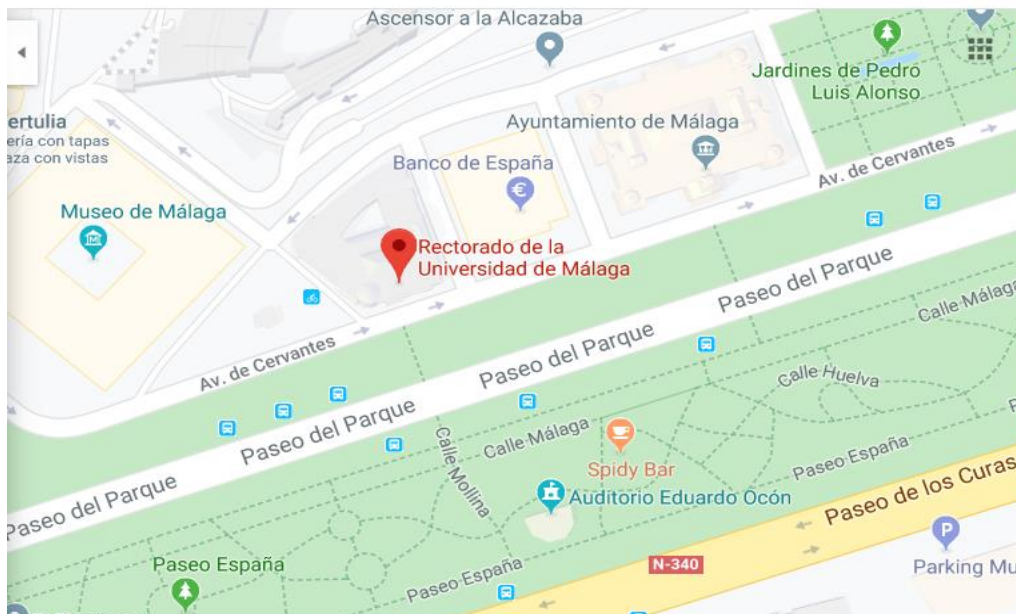 Ascensor a la Alcazaba
Jardines de Pedro
Luis Alonso
ertulia
ería con tapas
aza con vistas
Ayuntamiento de Málaga
Banco de España
€
Av. de Cervantes
Museo de Málaga
M
Rectorado de la
Universidad de Málaga
Paseo del Parque
Calle Málaga
Av. de Cervantes
Paseo del Parque
Calle Huelva
Paseo del Parque
Calle Málaga
Calle Mollina
Spidy Bar
Paseo España
P
Paseo del Parque
Auditorio Eduardo Ocón
Paseo de los Curas
P
Paseo España
Paseo España
N-340
Parking Mu